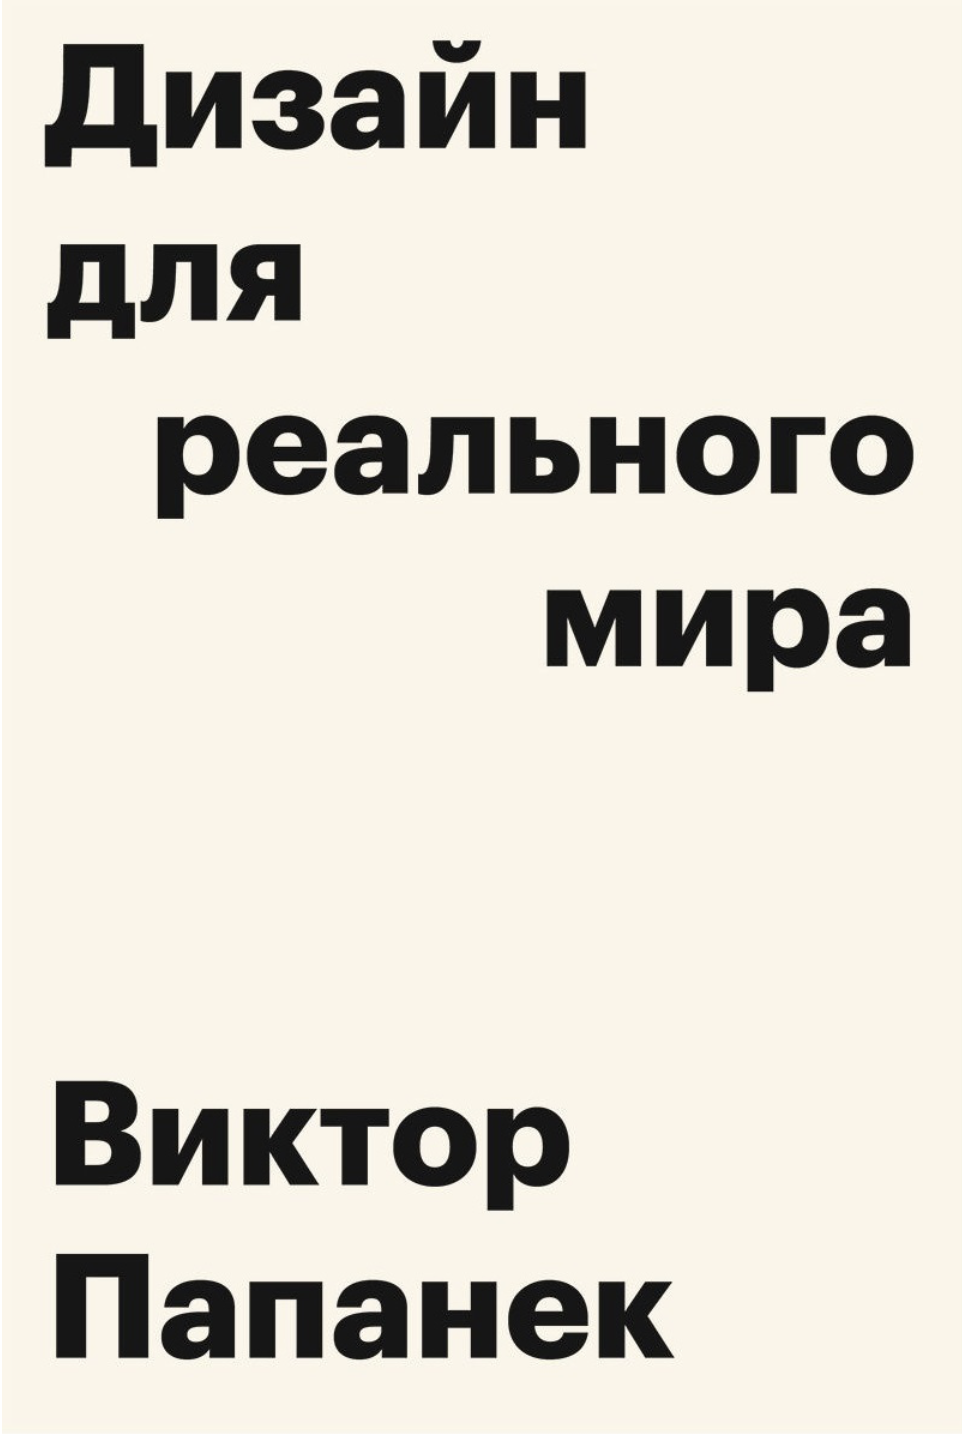 Дизайн
для
реального
мира
Виктор
Папанек